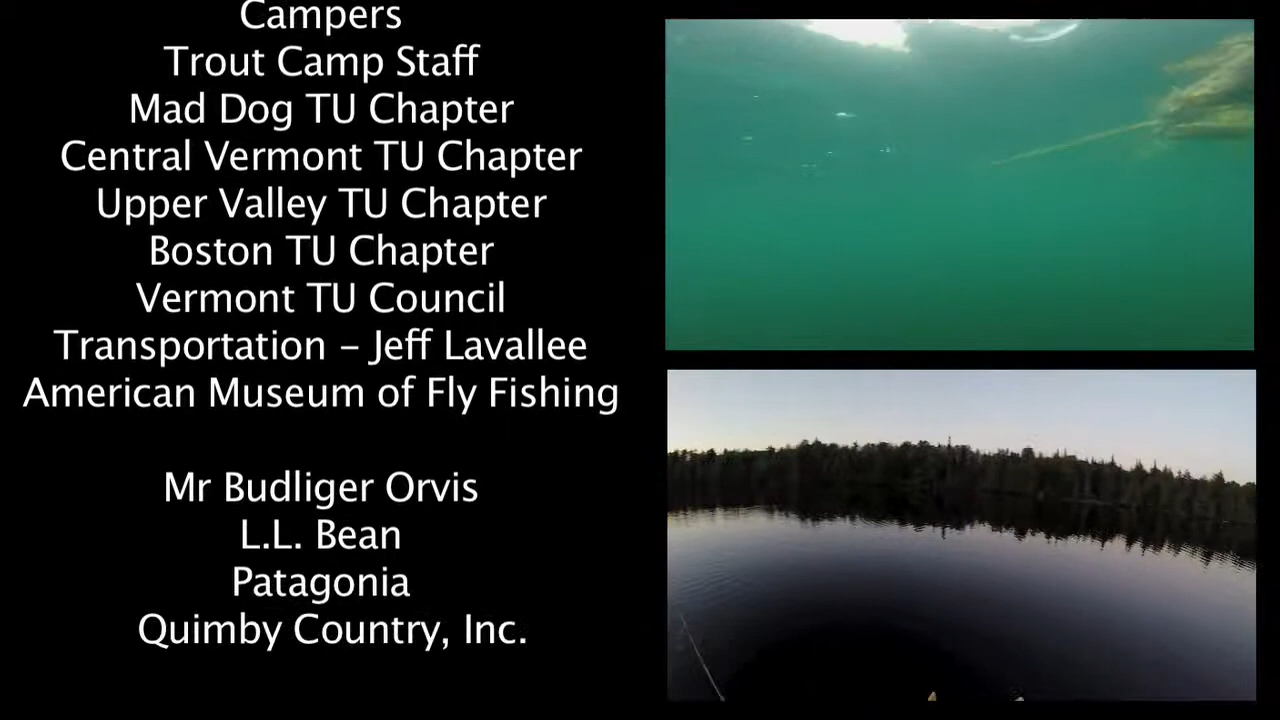 Campers
Trout Camp Staff
Mad Dog TU Chapter
Central Vermont TU Chapter
Upper Valley TU Chapter
Boston TU Chapter
Vermont TU Council
Transportation – Jeff Lavallee
American Museum of Fly Fishing
Mr Budliger Orvis
L.L. Bean
Patagonia
Quimby Country, Inc.